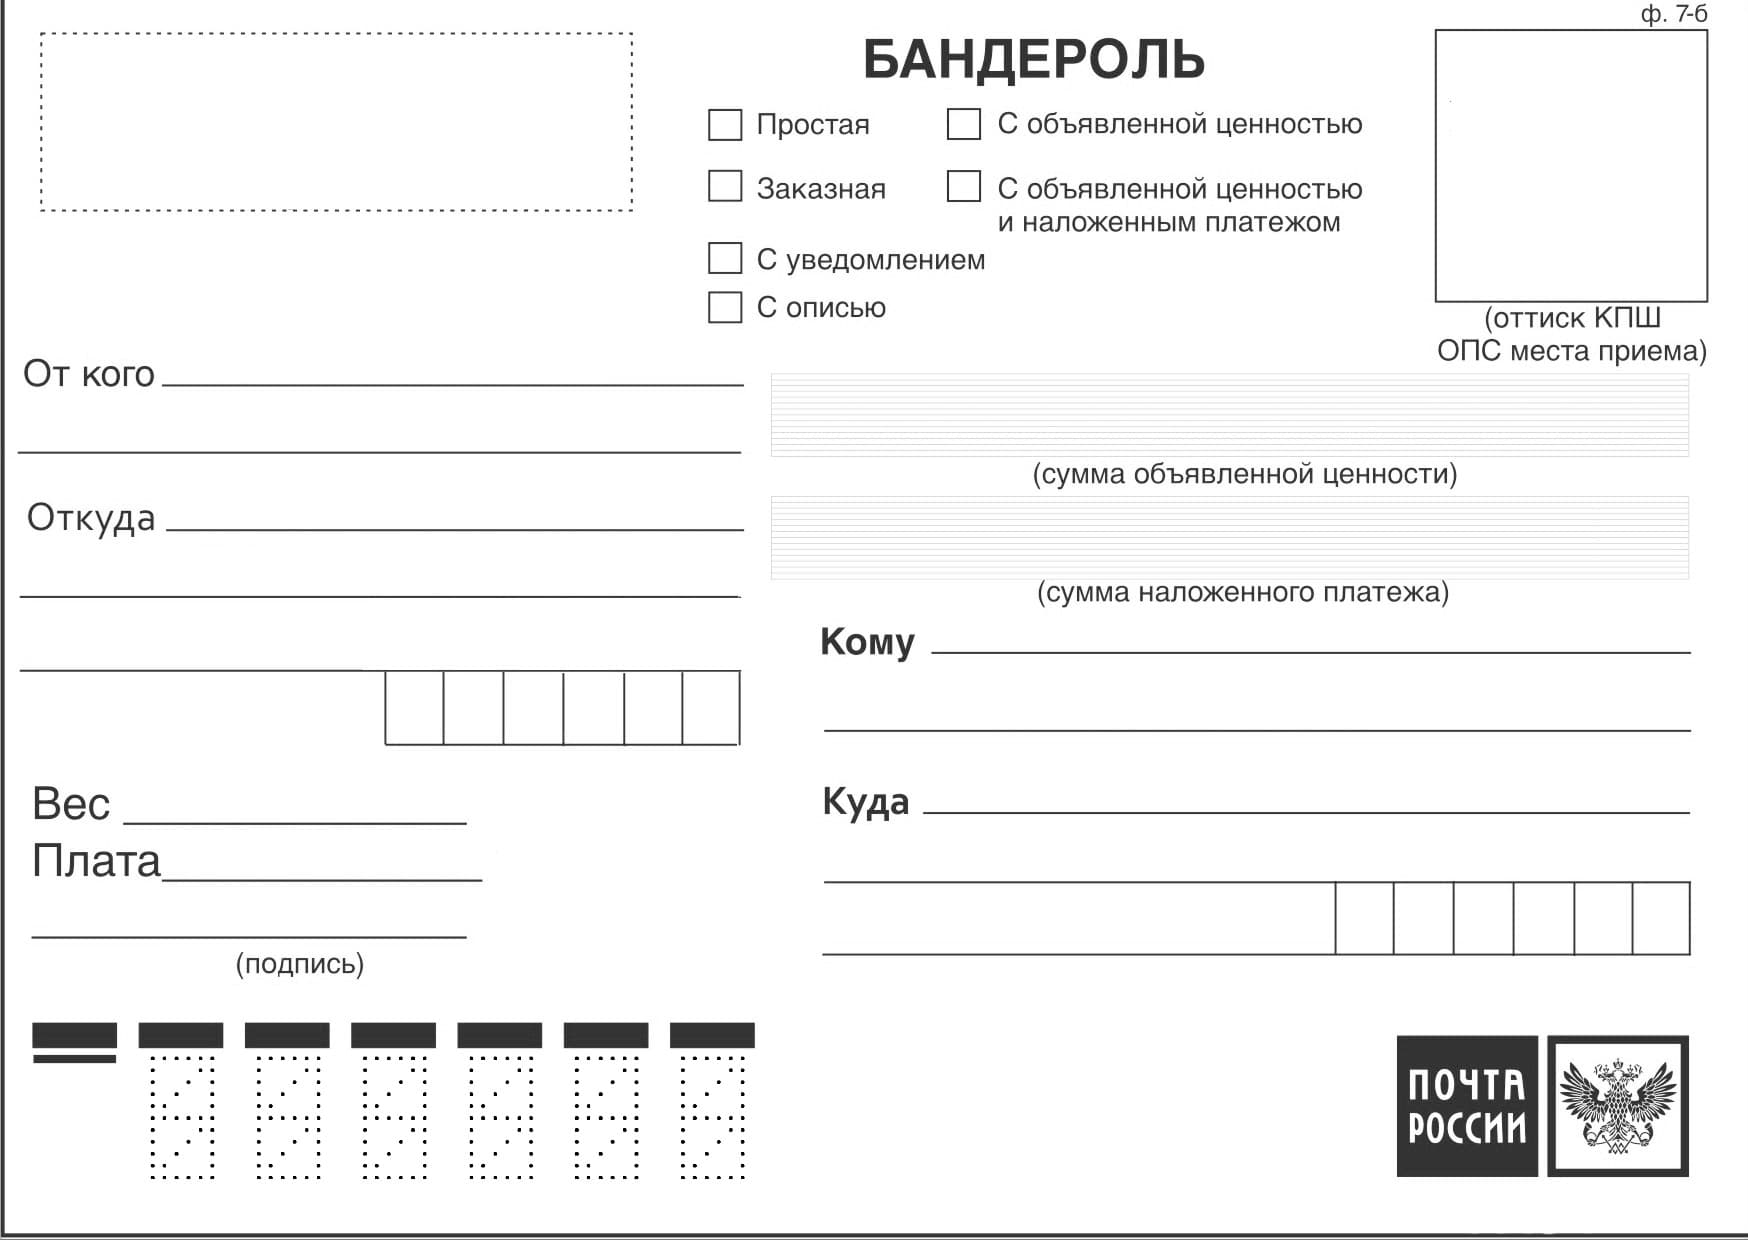 ф. 7-б
БАНДЕРОЛЬ
Простая
С объявленной ценностью
Заказная
С объявленной ценностью
и наложенным платежом
С уведомлением
С описью
(оттиск КПШ
ОПС места приема)
От кого
(сумма объявленной ценности)
Откуда
(сумма наложенного платежа)
Кому
Вес
Куда
Плата
(подпись)
ПОЧТА
РОССИИ